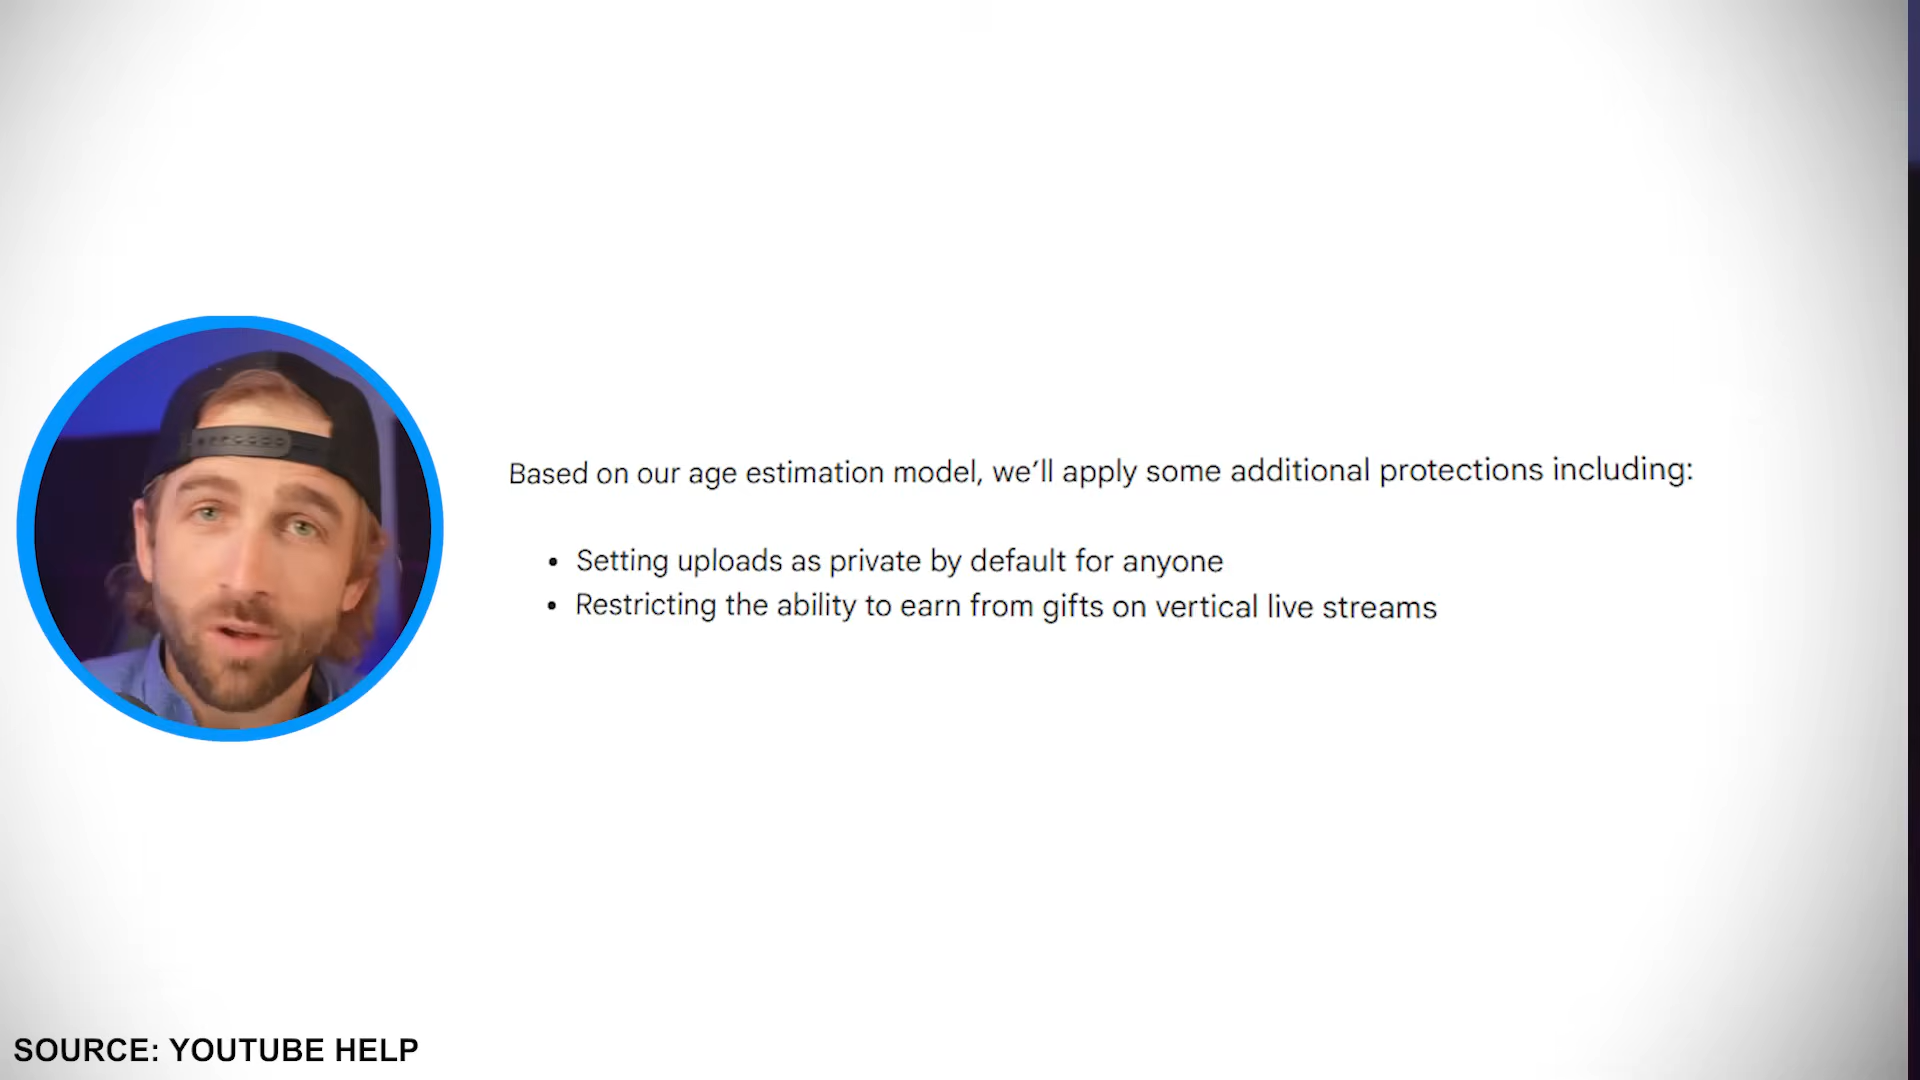 Based on our age estimation model, we'll apply some additional protections including:
• Setting uploads as private by default for anyone
• Restricting the ability to earn from gifts on vertical live streams
SOURCE: YOUTUBE HELP